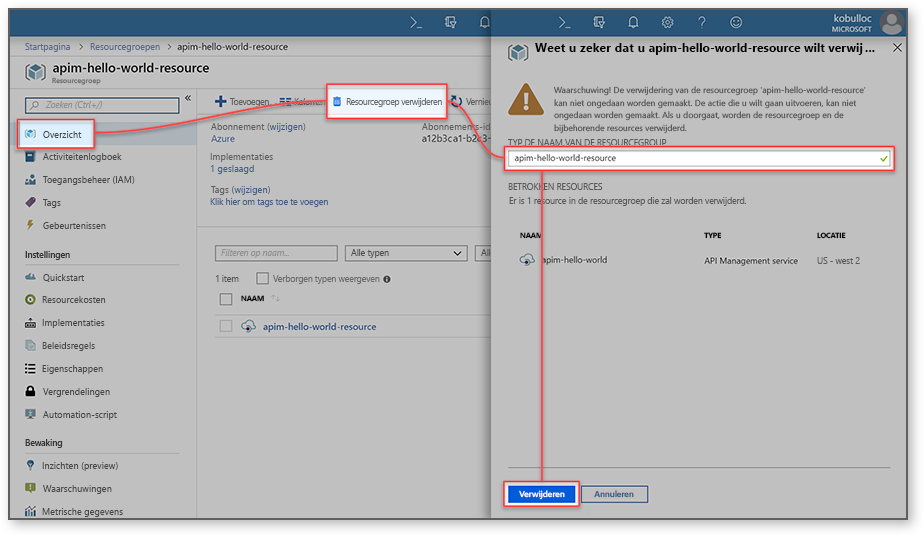 kobulloc
MICROSOFT
Startpagina > Resourcegroepen > apim-hello-world-resource
apim-hello-world-resource
Resourcegroep
Zoeken (Ctrl+/)
«
Overzicht
Activiteitenlogboek
Toegangsbeheer (IAM)
Tags
Gebeurtenissen
Instellingen
Quickstart
Resourcekosten
Implementaties
Beleidsregels
Eigenschappen
Vergrendelingen
Automation-script
Bewaking
Inzichten (preview)
Waarschuwingen
Metrische gegevens
Toevoegen
Resourcegroep verwijderen
Abonnement (wijzigen)
Azure
Abonnements-id
a12b3ca1-b2c3-
Implementaties
1 geslaagd
Tags (wijzigen)
Klik hier om tags toe te voegen
Filteren op naam...
Alle typen
1 item
Verborgen typen weergeven
NAAM
apim-hello-world-resource
Weet u zeker dat u apim-hello-world-resource wilt verwij ...
Waarschuwing! De verwijdering van de resourcegroep 'apim-hello-world-resource'
kan niet ongedaan worden gemaakt. De actie die u wilt gaan uitvoeren, kan niet
ongedaan worden gemaakt. Als u doorgaat, worden de resourcegroep en de
bijbehorende resources verwijderd.
TYP DE NAAM VAN DE RESOURCEGROUP
apim-hello-world-resource
BETROKKEN RESOURCES
Er is 1 resource in de resourcegroep die zal worden verwijderd.
NAAM TYPE LOCATIE
apim-hello-world API Management service US - west 2
Verwijderen
Annuleren